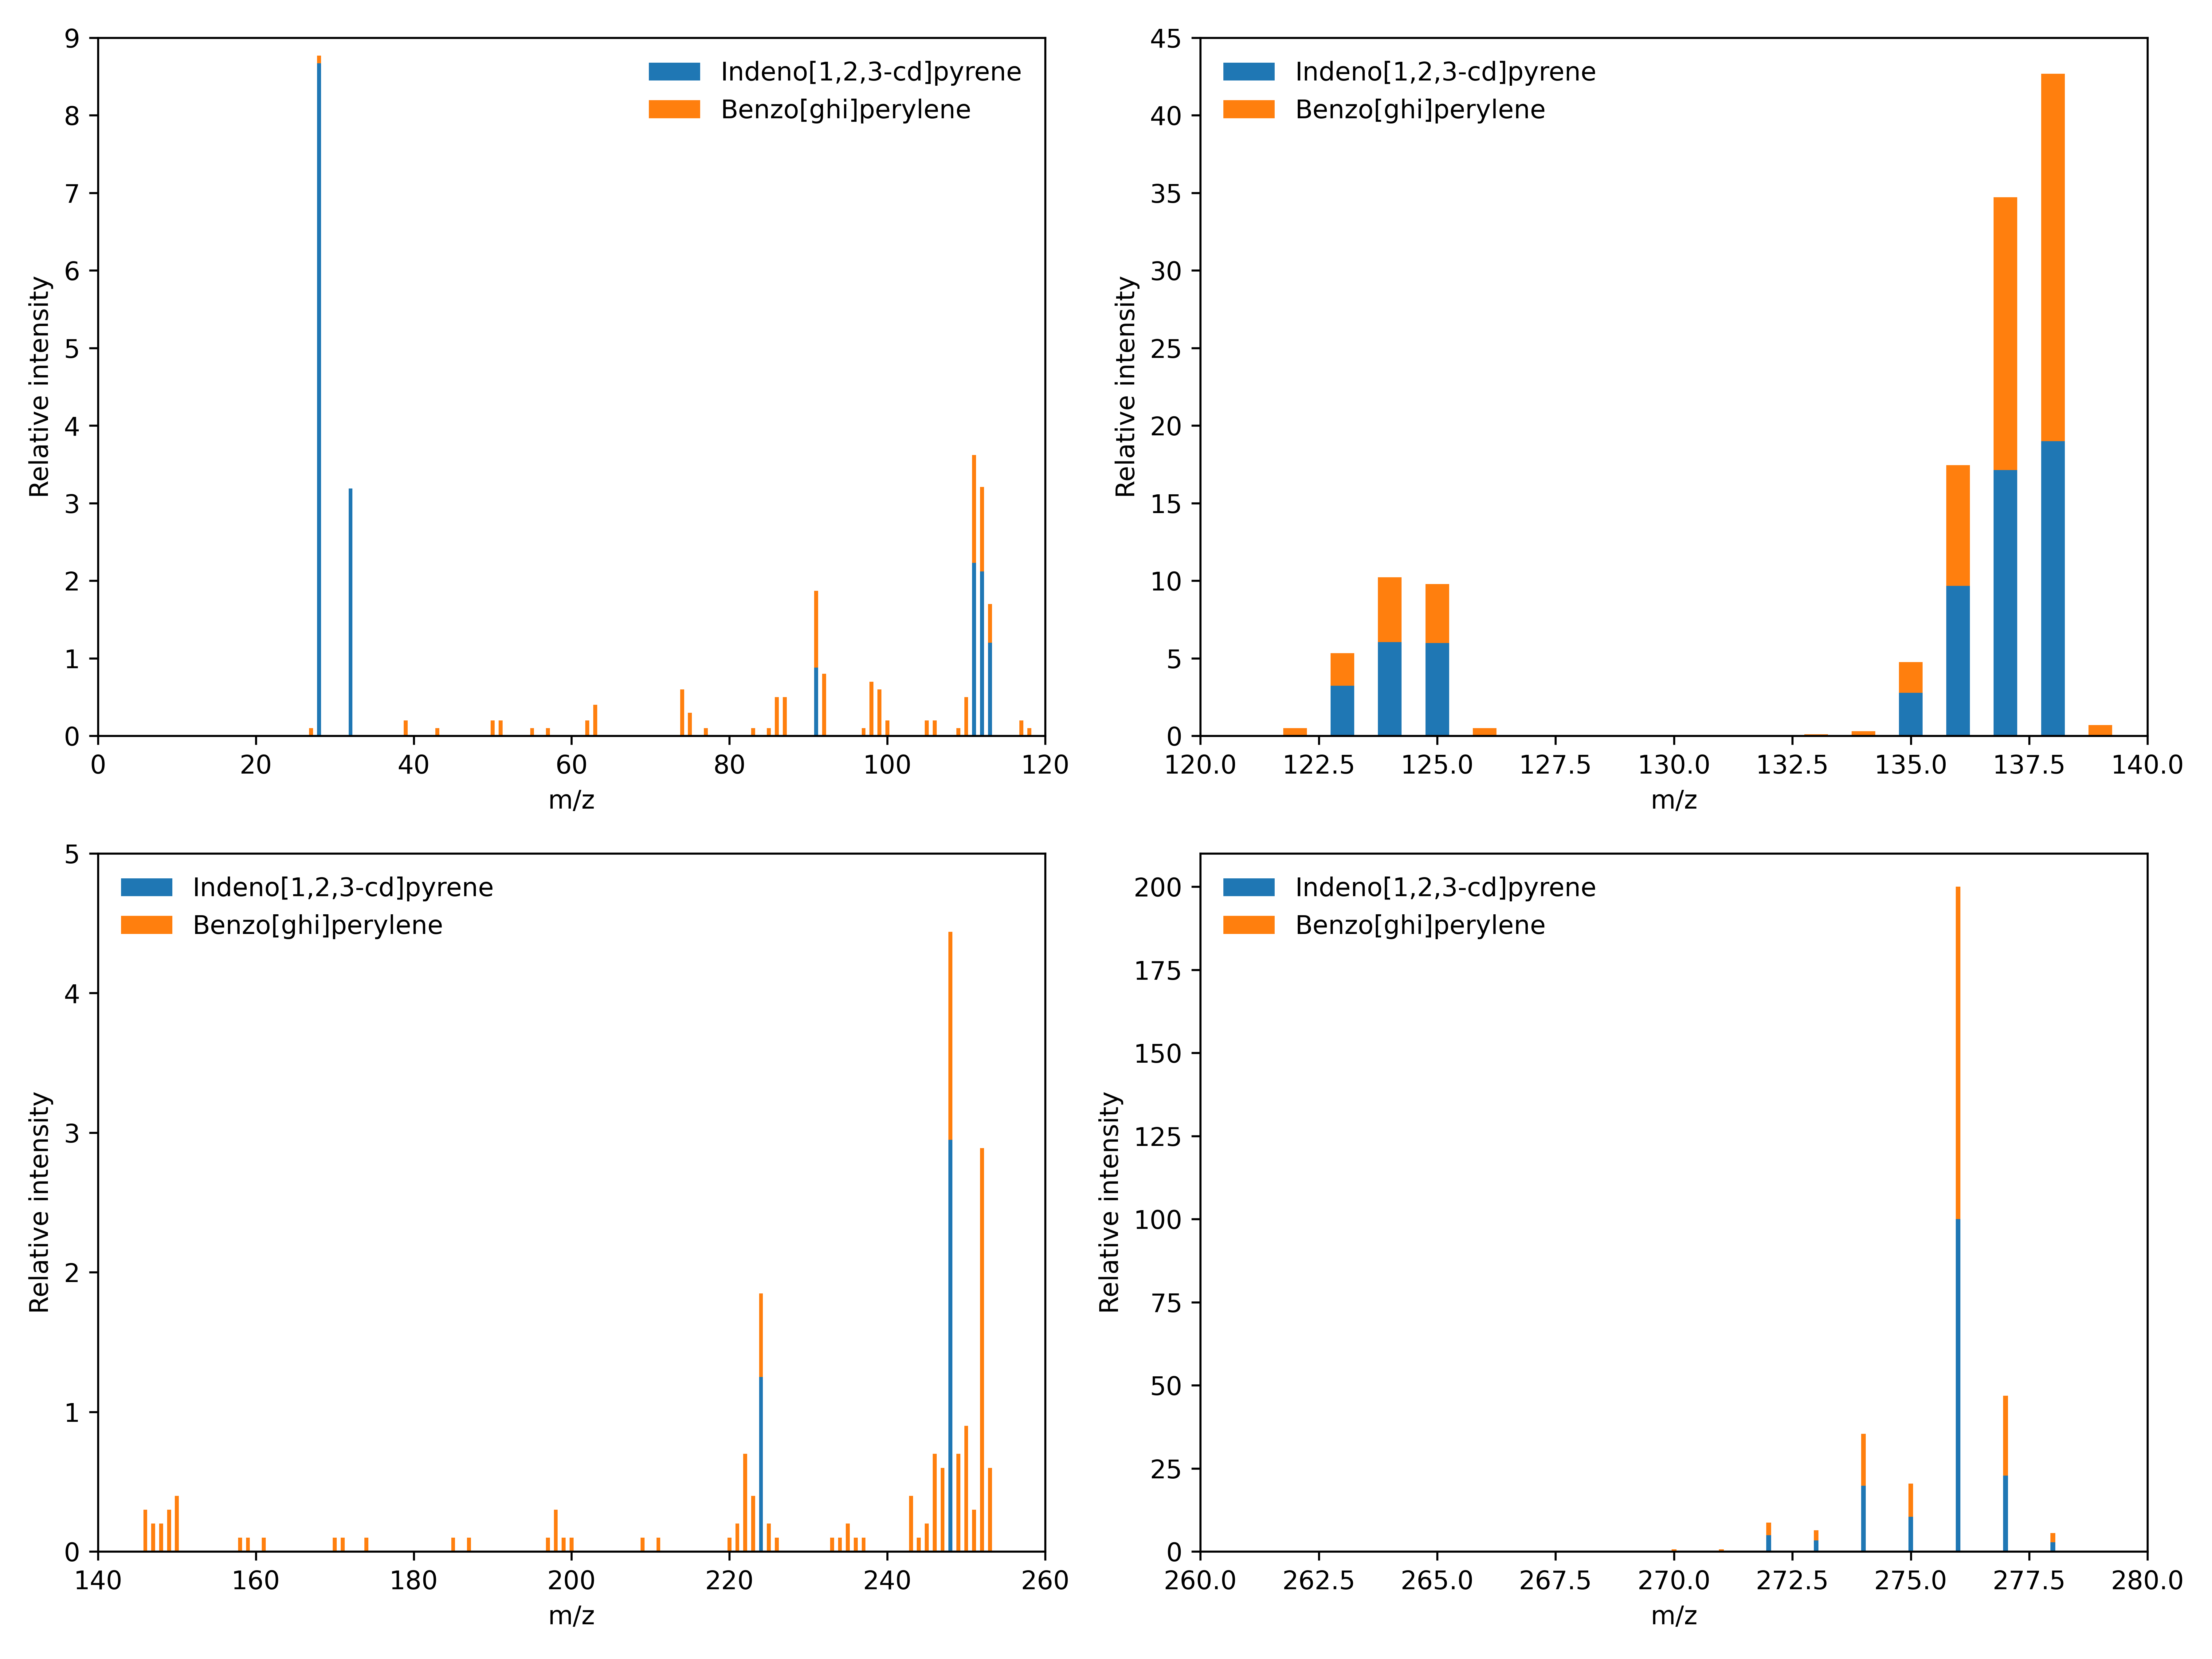 9
8
7
6
5
4
3
2
1
0
Relative intensity
Indeno[1,2,3-cd]pyrene
Benzo[ghi]perylene
0 20 40 60 80 100 120
m/z
45
40
35
30
25
20
15
10
5
0
Relative intensity
Indeno[1,2,3-cd]pyrene
Benzo[ghi]perylene
120.0 122.5 125.0 127.5 130.0 132.5 135.0 137.5 140.0
m/z
5
4
3
2
1
0
Relative intensity
Indeno[1,2,3-cd]pyrene
Benzo[ghi]perylene
140 160 180 200 220 240 260
m/z
200
175
150
125
100
75
50
25
0
Relative intensity
Indeno[1,2,3-cd]pyrene
Benzo[ghi]perylene
260.0 262.5 265.0 267.5 270.0 272.5 275.0 277.5 280.0
m/z